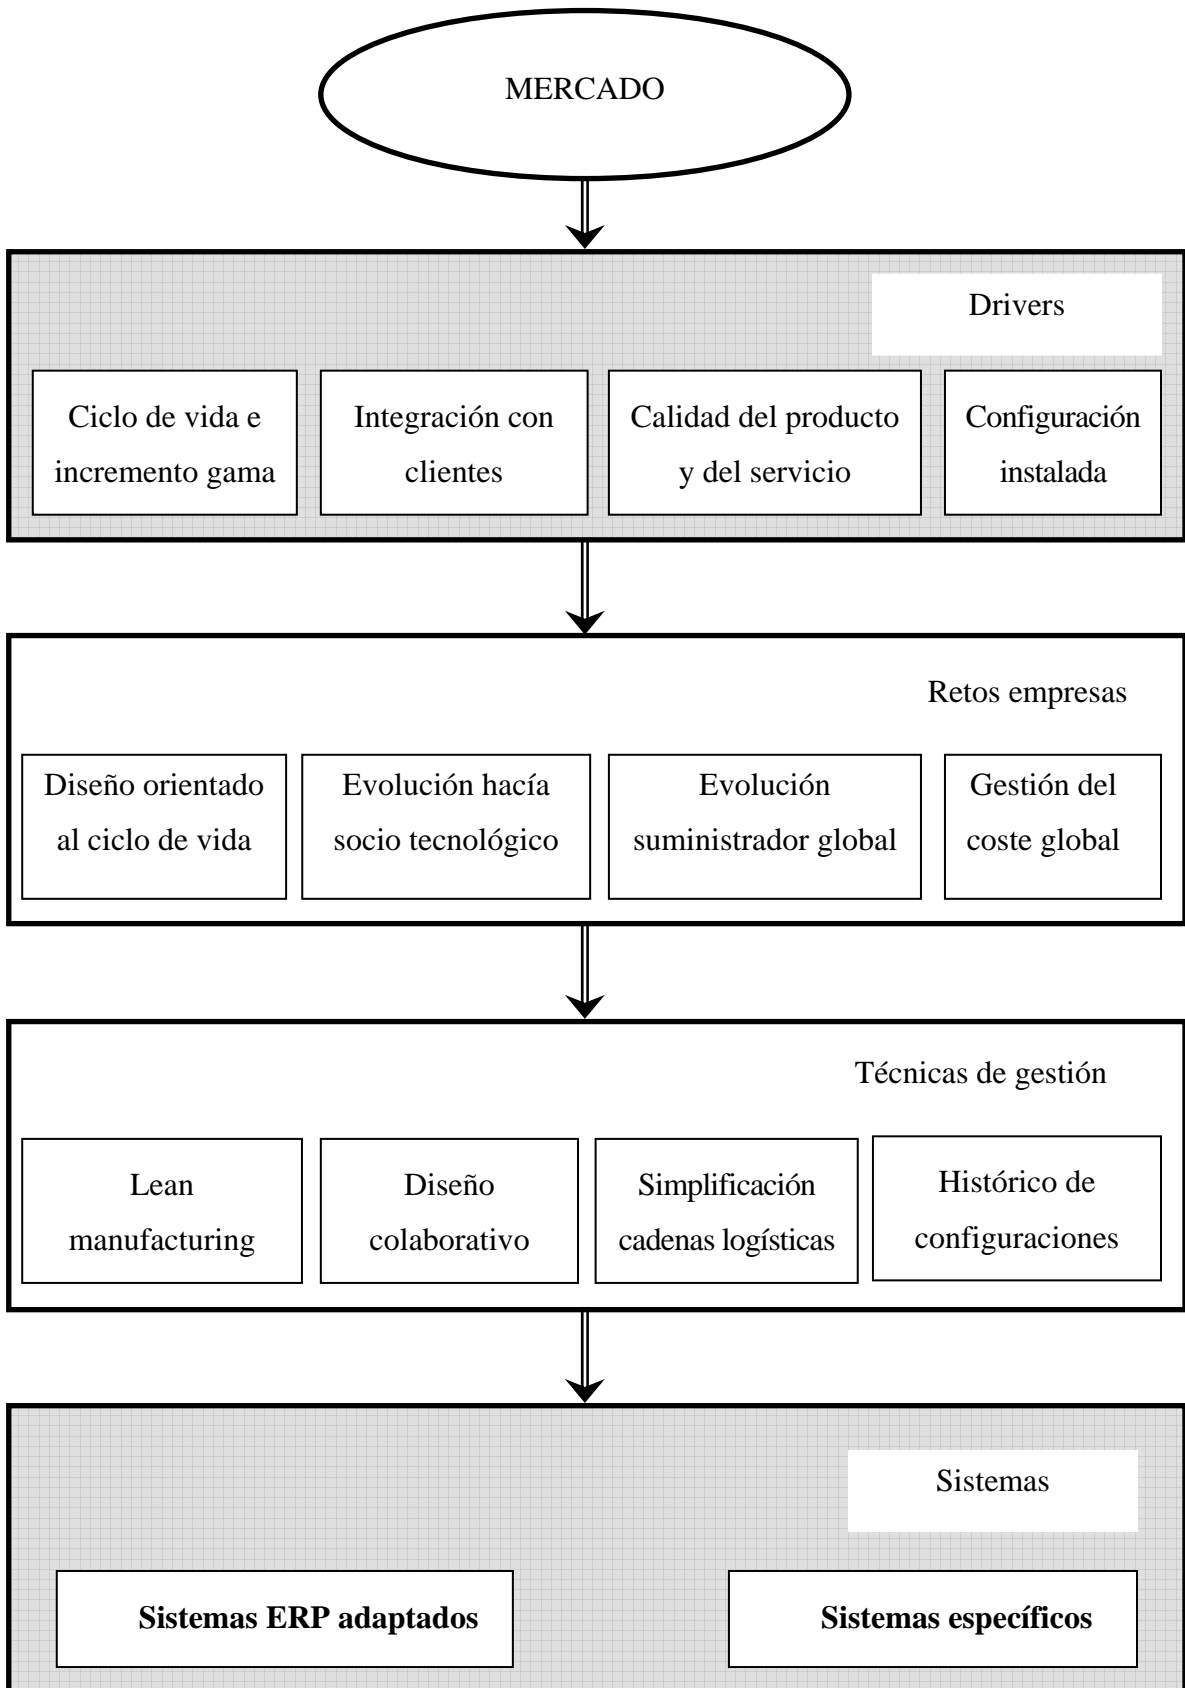 MERCADO
Drivers
Ciclo de vida e
incremento gama
Integración con
clientes
Calidad del producto
y del servicio
Configuración
instalada
Retos empresas
Diseño orientado
al ciclo de vida
Evolución hacía
socio tecnológico
Evolución
suministrador global
Gestión del
coste global
Técnicas de gestión
Lean
manufacturing
Diseño
colaborativo
Simplificación
cadenas logísticas
Histórico de
configuraciones
Sistemas
Sistemas ERP adaptados
Sistemas específicos